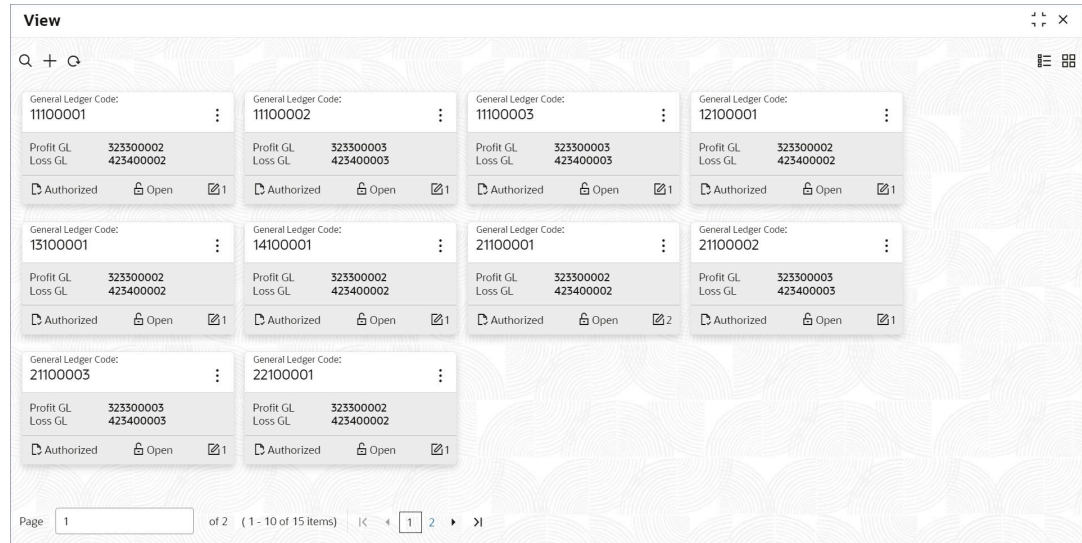 View
General Ledger Code:
11100001
Profit GL 323300002
Loss GL 423400002
Authorized Open 1
General Ledger Code:
11100002
Profit GL 323300003
Loss GL 423400003
Authorized Open 1
General Ledger Code:
11100003
Profit GL 323300003
Loss GL 423400003
Authorized Open 1
General Ledger Code:
12100001
Profit GL 323300002
Loss GL 423400002
Authorized Open 1
General Ledger Code:
13100001
Profit GL 323300002
Loss GL 423400002
Authorized Open 1
General Ledger Code:
14100001
Profit GL 323300002
Loss GL 423400002
Authorized Open 1
General Ledger Code:
21100001
Profit GL 323300002
Loss GL 423400002
Authorized Open 2
General Ledger Code:
21100002
Profit GL 323300003
Loss GL 423400003
Authorized Open 1
General Ledger Code:
21100003
Profit GL 323300003
Loss GL 423400003
Authorized Open 1
General Ledger Code:
22100001
Profit GL 323300002
Loss GL 423400002
Authorized Open 1
Page 1 of 2 ( 1 - 10 of 15 items) 1 2